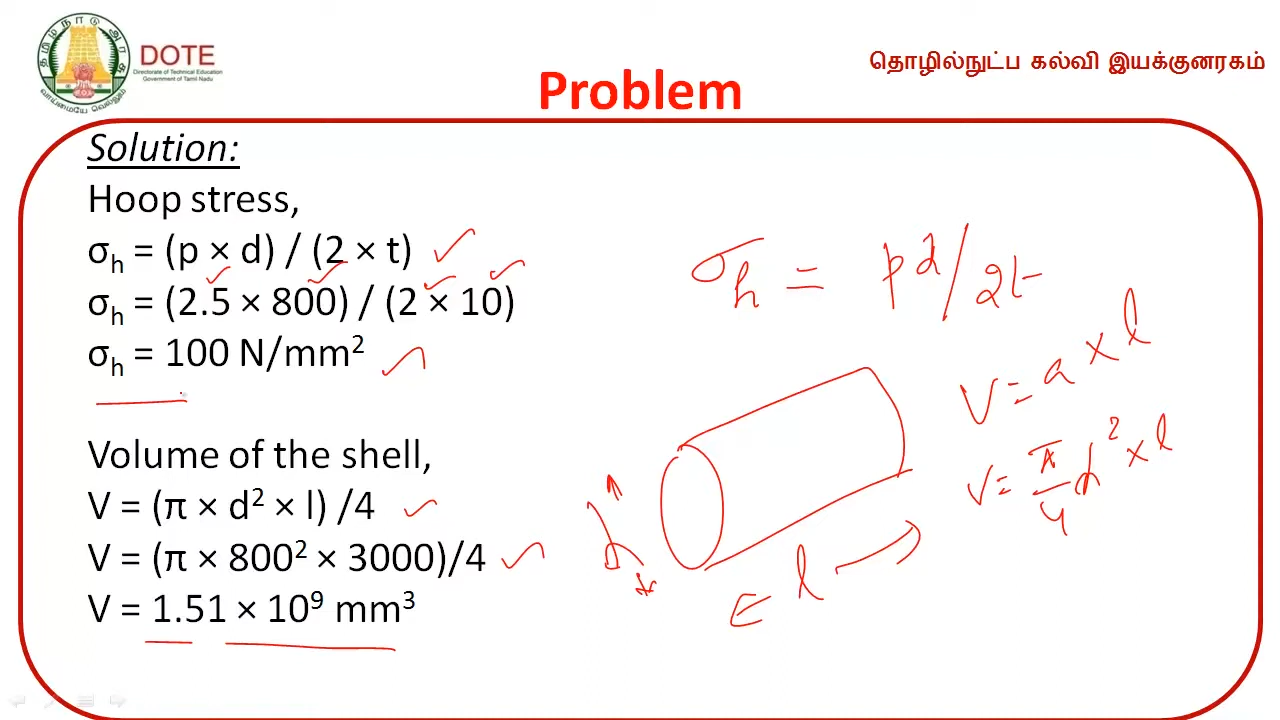 தமிழ்நாடு அரசு
வாய்மையே வெல்லும்
DOTE
Directorate of Technical Education
Government of Tamil Nadu
தொழில்நுட்ப கல்வி இயக்குனரகம்
Problem
Solution:
Hoop stress,
σh = (p × d) / (2 × t)
σh = (2.5 × 800) / (2 × 10)
σh = 100 N/mm²
Volume of the shell,
V = (π × d² × l) /4
V = (π × 800² × 3000)/4
V = 1.51 × 10⁹ mm³
σh = pd/2t
V = a × l
V = π/4 d² × l
l